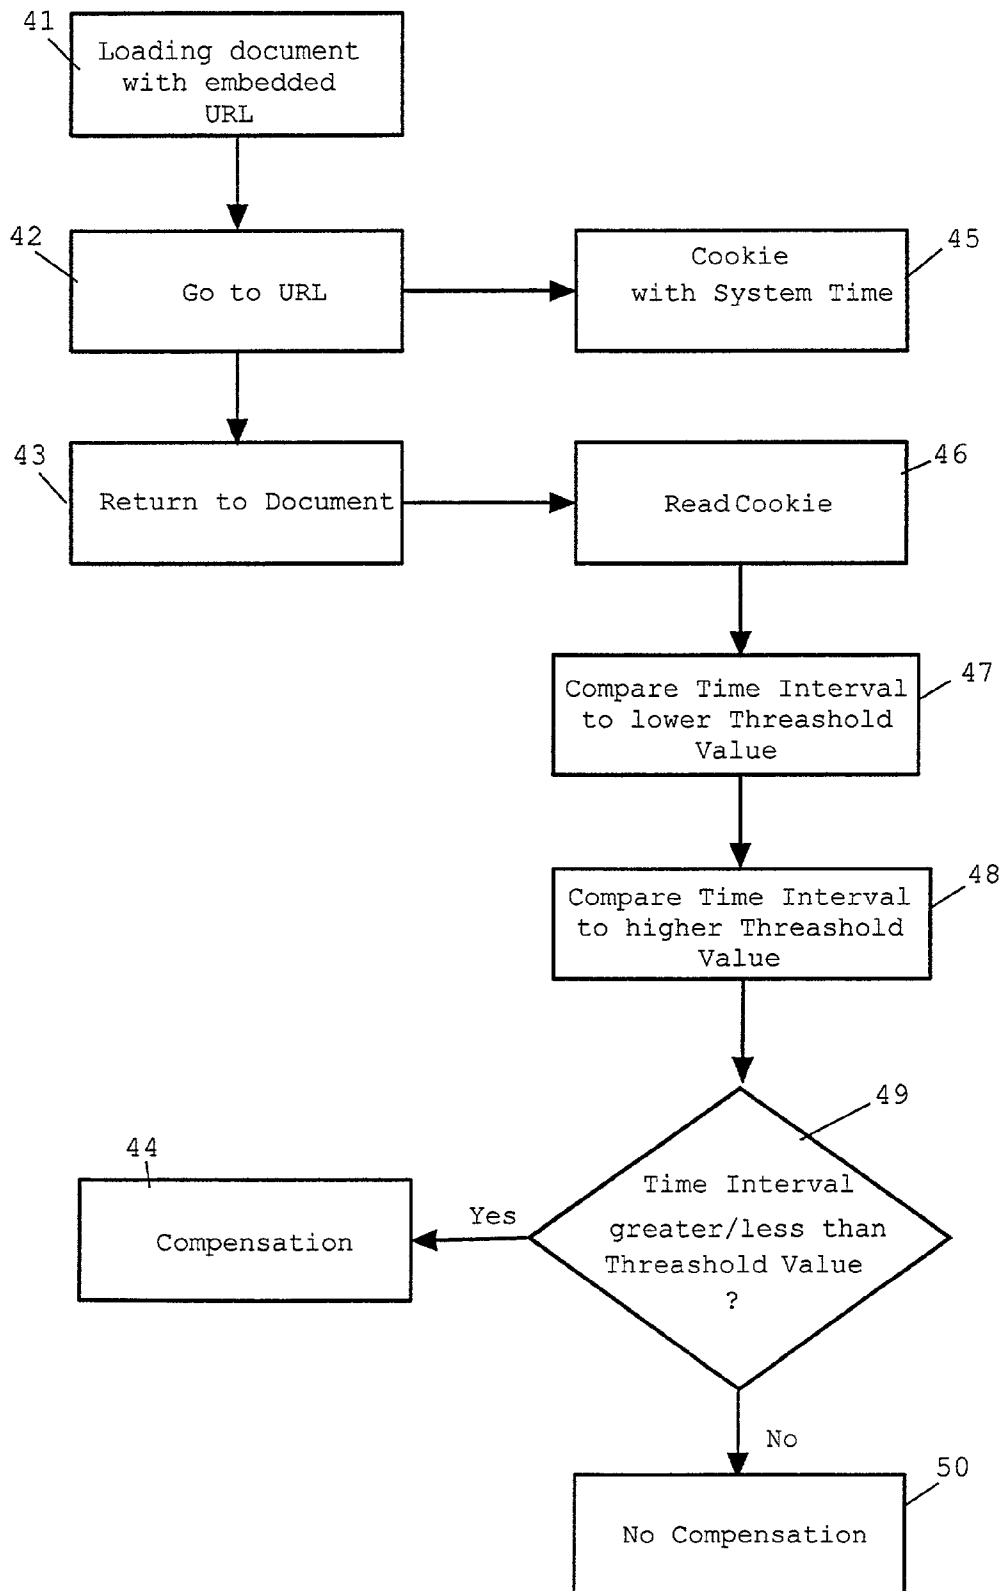 41
Loading document
with embedded
URL
42
Go to URL
45
Cookie
with System Time
43
Return to Document
46
Read Cookie
47
Compare Time Interval
to lower Threashold
Value
48
Compare Time Interval
to higher Threashold
Value
49
Time Interval
greater/less than
Threashold Value
?
Yes
44
Compensation
No
50
No Compensation